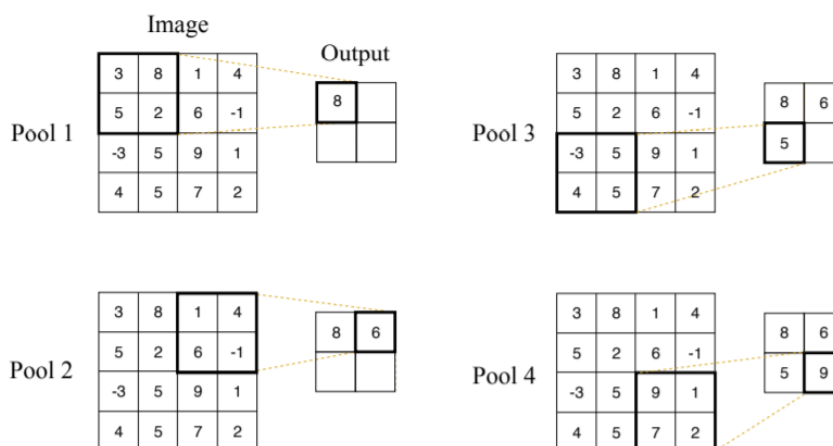 Image
Output
Pool 1
3 8 1 4
5 2 6 -1
-3 5 9 1
4 5 7 2
8
Pool 3
3 8 1 4
5 2 6 -1
-3 5 9 1
4 5 7 2
8 6
5
Pool 2
3 8 1 4
5 2 6 -1
-3 5 9 1
4 5 7 2
8 6
Pool 4
3 8 1 4
5 2 6 -1
-3 5 9 1
4 5 7 2
8 6
5 9